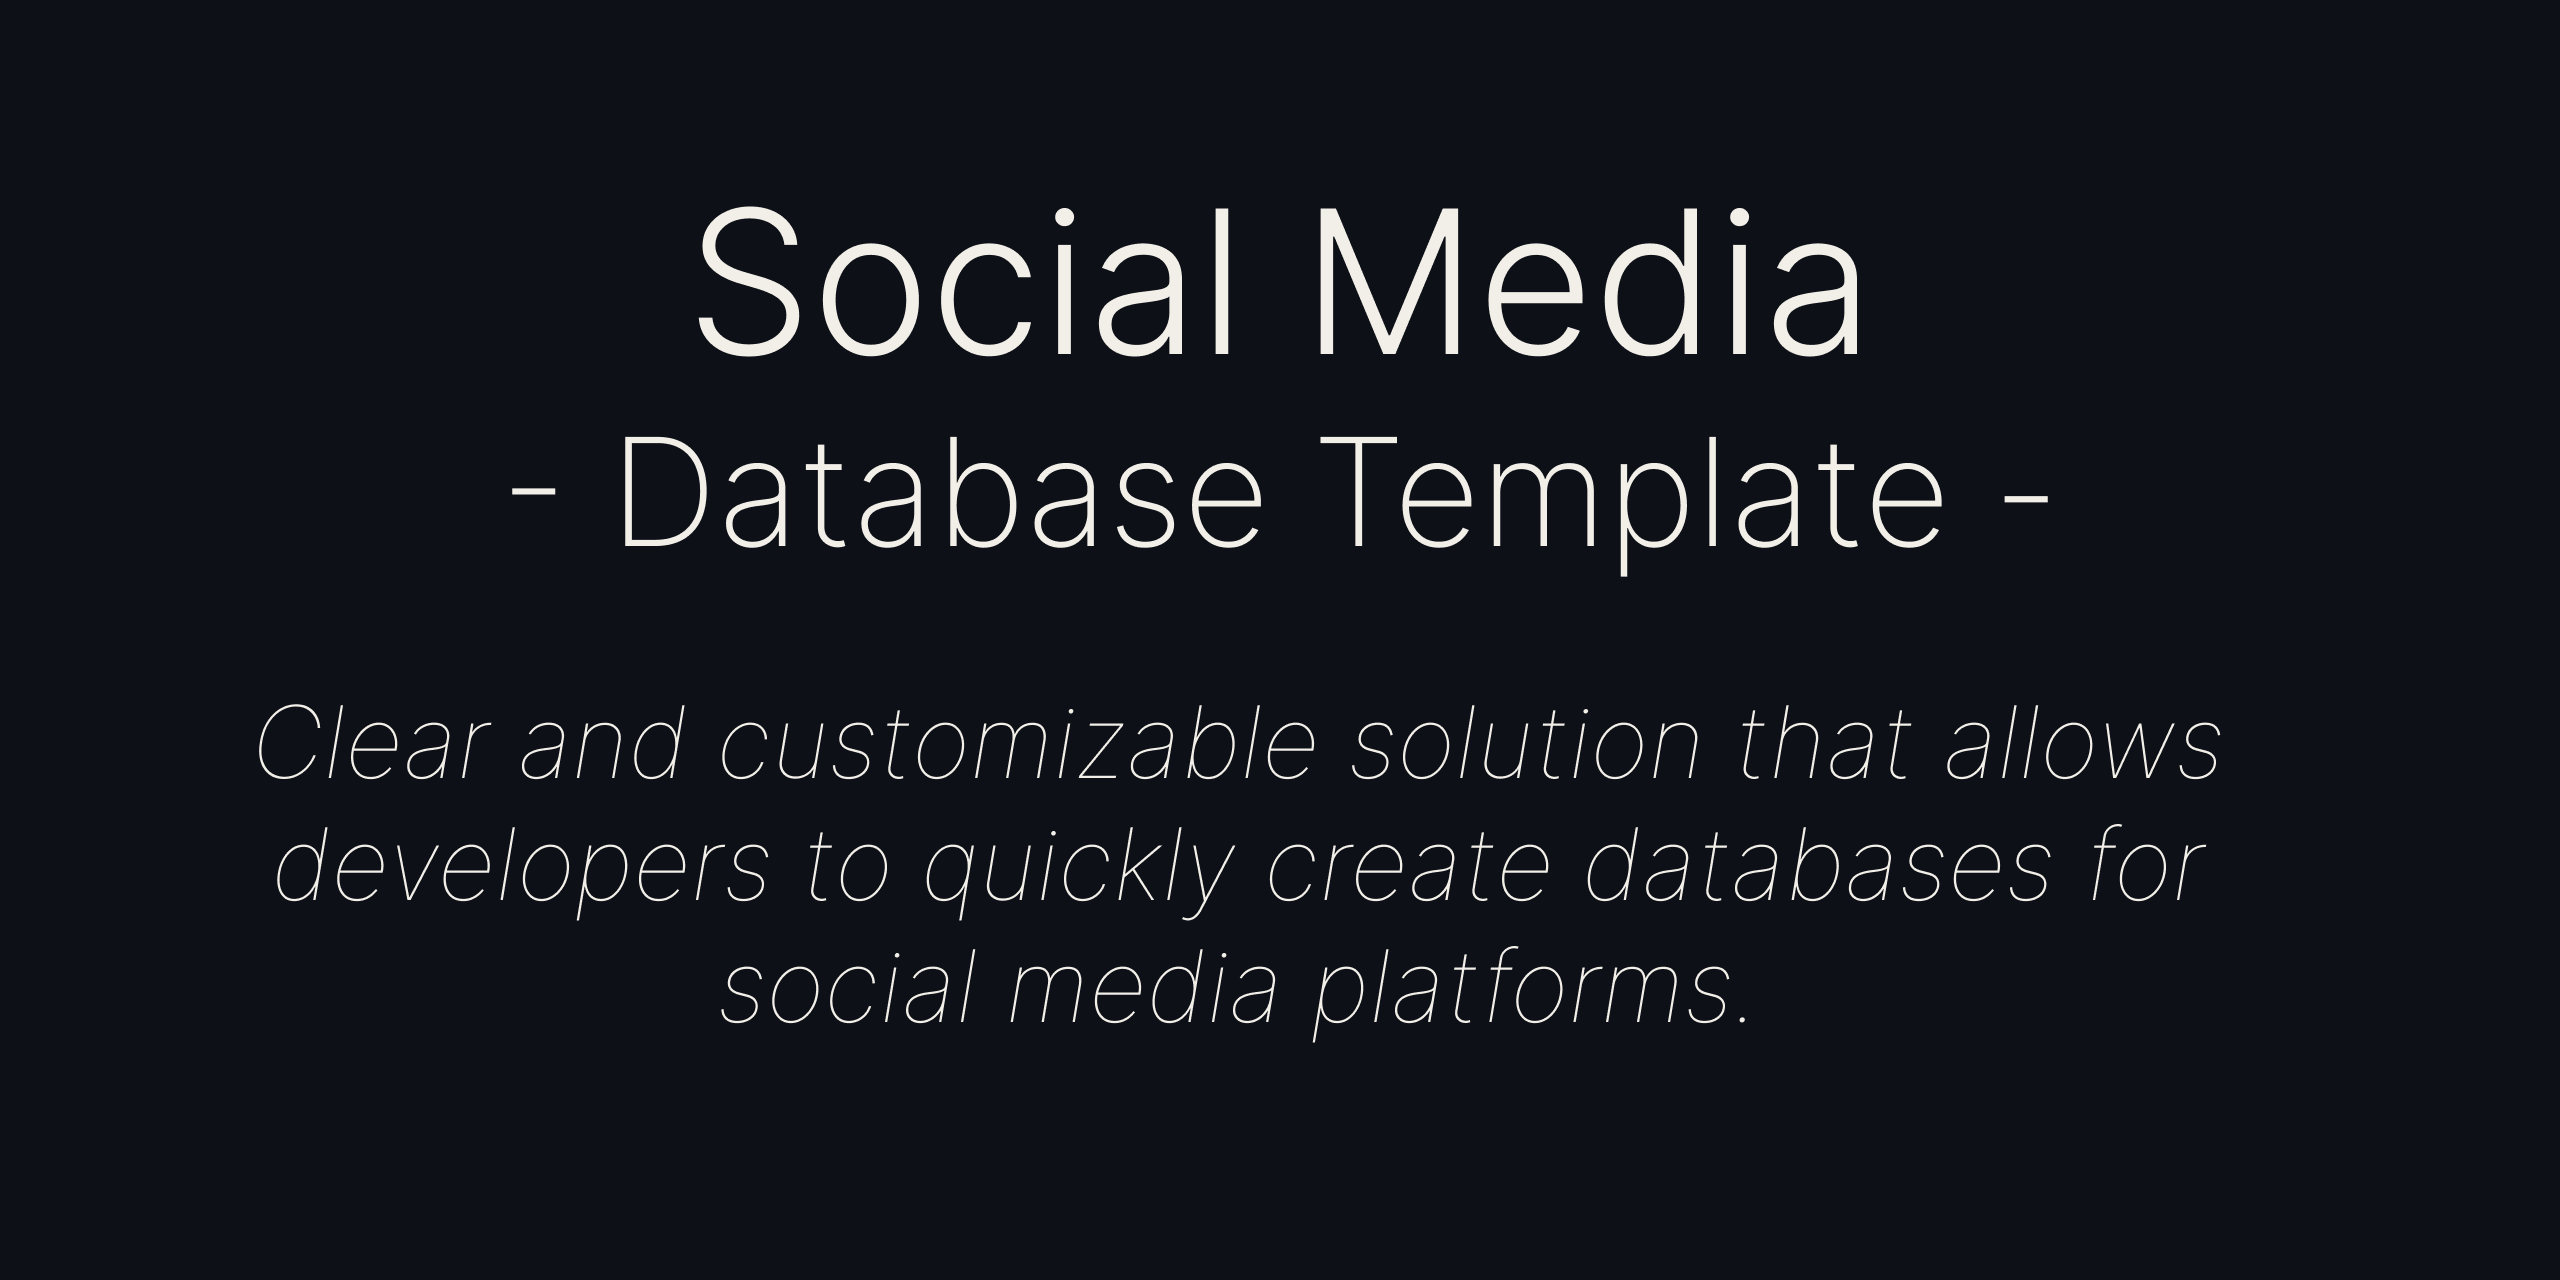 Social Media
- Database Template -
Clear and customizable solution that allows
developers to quickly create databases for
social media platforms.